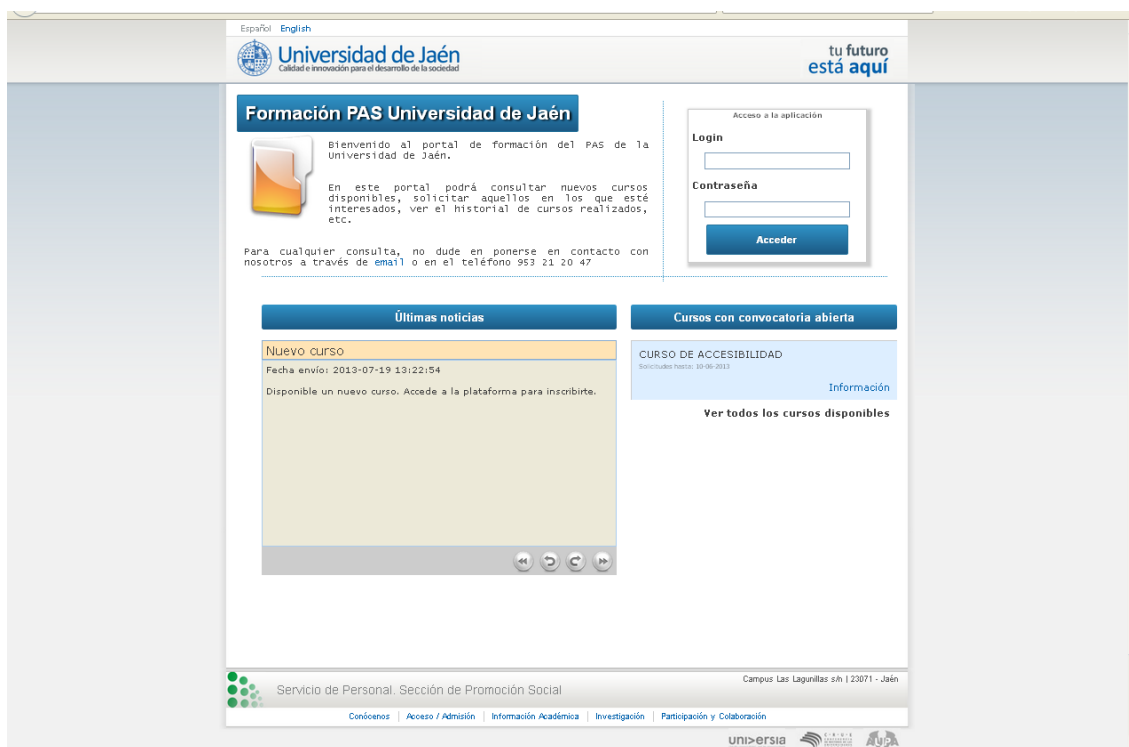 Español English
Universidad de Jaén
Calidad e innovación para el desarrollo de la sociedad
tu futuro
está aquí
Formación PAS Universidad de Jaén
Bienvenido al portal de formación del PAS de la
Universidad de Jaén.
En este portal podrá consultar nuevos cursos
disponibles, solicitar aquellos en los que esté
interesados, ver el historial de cursos realizados,
etc.
Para cualquier consulta, no dude en ponerse en contacto con
nosotros a través de email o en el teléfono 953 21 20 47
Acceso a la aplicación
Login
Contraseña
Acceder
Últimas noticias
Nuevo curso
Fecha envío: 2013-07-19 13:22:54
Disponible un nuevo curso. Accede a la plataforma para inscribirte.
Cursos con convocatoria abierta
CURSO DE ACCESIBILIDAD
Solicitudes hasta: 10-06-2013
Información
Ver todos los cursos disponibles
Servicio de Personal. Sección de Promoción Social
Campus Las Lagunillas s/n | 23071 - Jaén
Conócenos | Acceso / Admisión | Información Académica | Investigación | Participación y Colaboración
uni>ersia